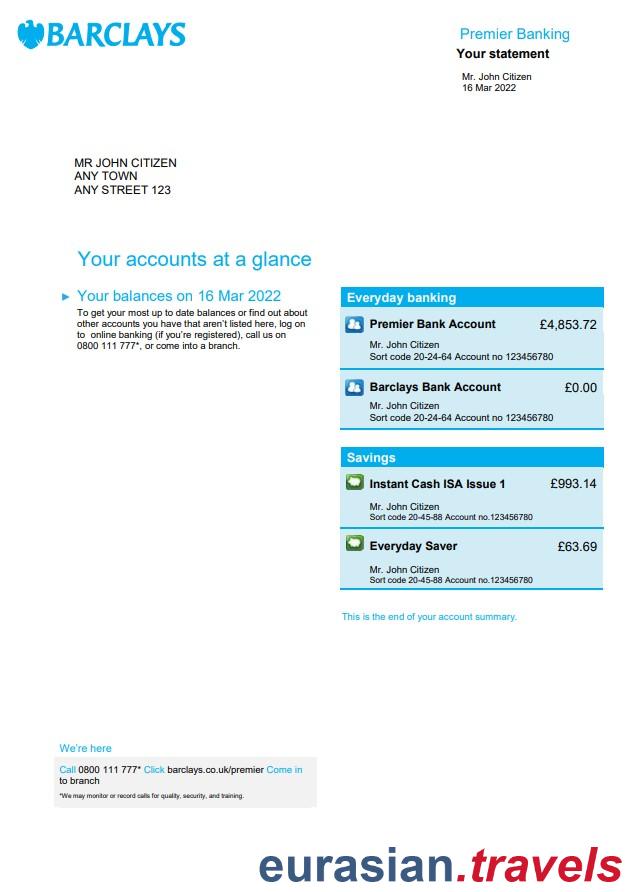 BARCLAYS
Premier Banking
Your statement
Mr. John Citizen
16 Mar 2022
MR JOHN CITIZEN
ANY TOWN
ANY STREET 123
Your accounts at a glance
► Your balances on 16 Mar 2022
To get your most up to date balances or find out about
other accounts you have that aren't listed here, log on
to online banking (if you're registered), call us on
0800 111 777*, or come into a branch.
Everyday banking
Premier Bank Account £4,853.72
Mr. John Citizen
Sort code 20-24-64 Account no 123456780
Barclays Bank Account £0.00
Mr. John Citizen
Sort code 20-24-64 Account no 123456780
Savings
Instant Cash ISA Issue 1 £993.14
Mr. John Citizen
Sort code 20-45-88 Account no.123456780
Everyday Saver £63.69
Mr. John Citizen
Sort code 20-45-88 Account no.123456780
This is the end of your account summary.
We're here
Call 0800 111 777* Click barclays.co.uk/premier Come in
to branch
*We may monitor or record calls for quality, security, and training.
eurasian.travels